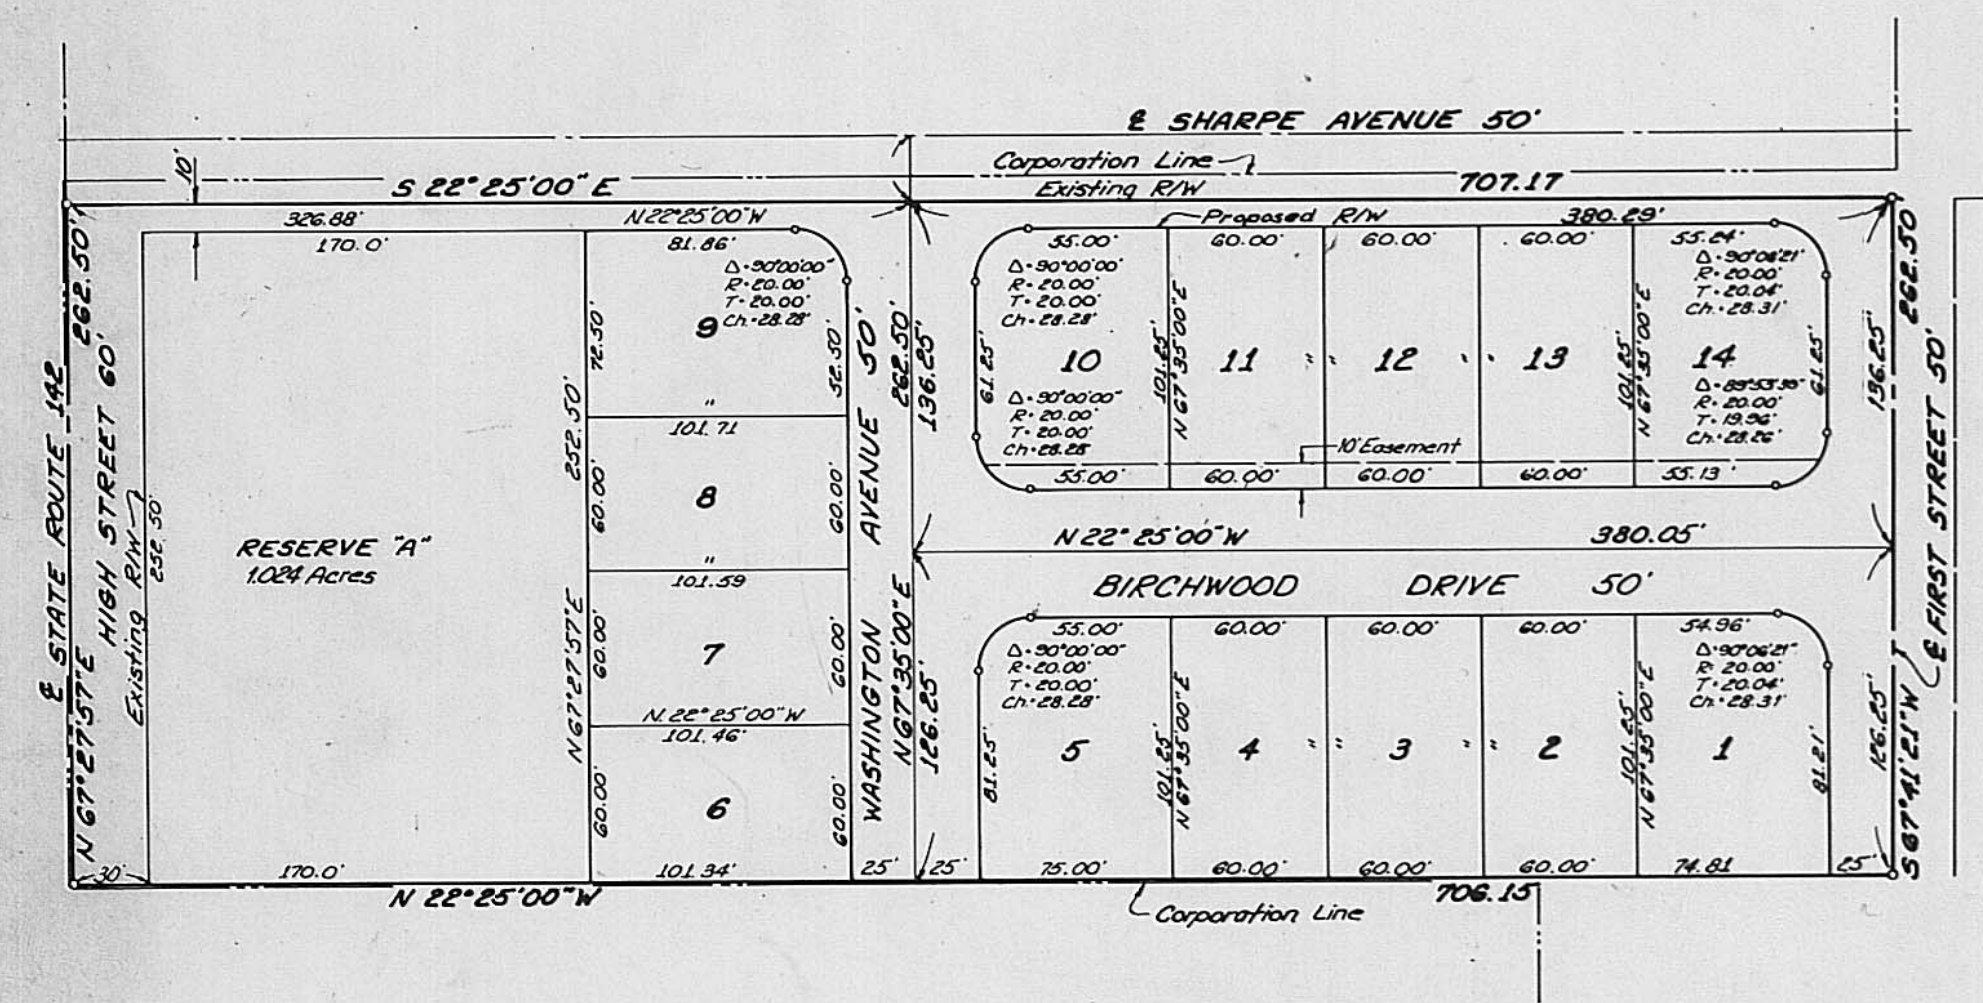 ℄ SHARPE AVENUE 50'
Corporation Line
10'
S 22° 25' 00" E
Existing R/W
707.17
326.88'
N 22° 25' 00" W
Proposed R/W
380.29'
170.0'
81.86'
55.00'
60.00'
60.00'
60.00'
55.24'
Δ=90°00'00"
R=20.00'
T=20.00'
Ch=28.28'
9
72.50'
52.50'
Δ=90°00'00"
R=20.00'
T=20.00'
Ch=28.28'
Δ=90°06'21"
R=20.00'
T=20.04'
Ch=28.31'
10
11
" "
12
" "
13
14
61.25'
101.25'
N 67° 35' 00" E
101.25'
N 67° 35' 00" E
61.25'
Δ=90°00'00"
R=20.00'
T=20.00'
Ch=28.28
Δ=89°53'39"
R=20.00'
T=19.96'
Ch=28.26'
10' Easement
55.00'
60.00'
60.00'
60.00'
55.13'
262.50'
℄ STATE ROUTE 142
HIGH STREET 60'
Existing R/W
252.50'
N 67° 27' 57" E
RESERVE "A"
1.024 Acres
252.50'
N 67° 27' 57" E
"
101.71
8
60.00'
60.00'
"
101.59
7
60.00'
60.00'
N. 22° 25' 00" W
101.46'
6
60.00'
60.00'
WASHINGTON AVENUE 50'
N 67° 35' 00" E
262.50'
136.25'
126.25'
N 22° 25' 00" W
380.05'
BIRCHWOOD DRIVE 50'
55.00'
60.00'
60.00'
60.00'
54.96'
Δ=90°00'00"
R=20.00'
T=20.00'
Ch=28.28'
Δ=90°06'21"
R=20.00'
T=20.04'
Ch=28.31'
5
4
" "
3
" "
2
1
81.25'
101.25'
N 67° 35' 00" E
101.25'
N 67° 35' 00" E
81.21'
136.25'
126.25'
262.50
S 67° 41' 21" W
℄ FIRST STREET 50'
30'
170.0'
101.34'
25'
25'
75.00'
60.00'
60.00'
60.00'
74.81
25'
N 22° 25' 00" W
706.15
Corporation Line